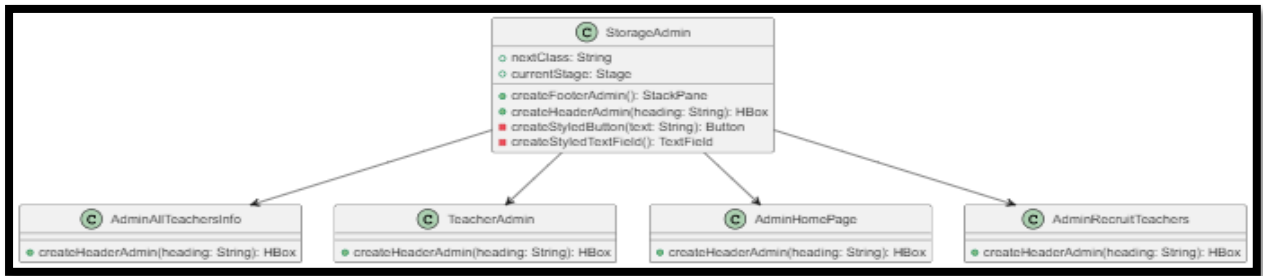 C StorageAdmin
nextClass: String
currentStage: Stage
createFooterAdmin(): StackPane
createHeaderAdmin(heading: String): HBox
createStyledButton(text: String): Button
createStyledTextField(): TextField
C AdminAllTeachersInfo
createHeaderAdmin(heading: String): HBox
C TeacherAdmin
createHeaderAdmin(heading: String): HBox
C AdminHomePage
createHeaderAdmin(heading: String): HBox
C AdminRecruitTeachers
createHeaderAdmin(heading: String): HBox